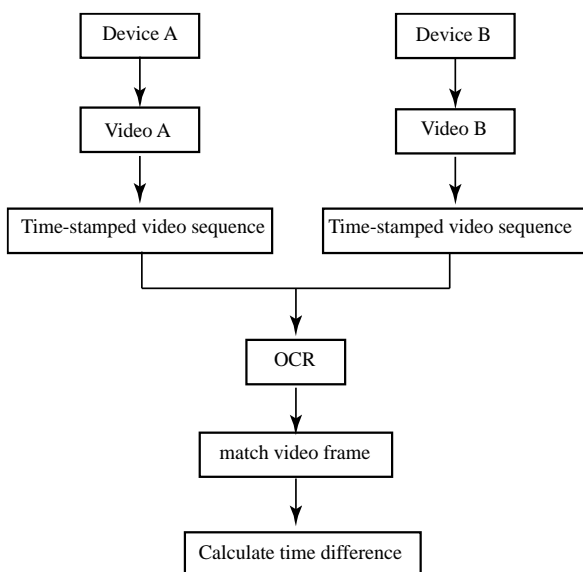 Device A
Device B
Video A
Video B
Time-stamped video sequence
Time-stamped video sequence
OCR
match video frame
Calculate time difference